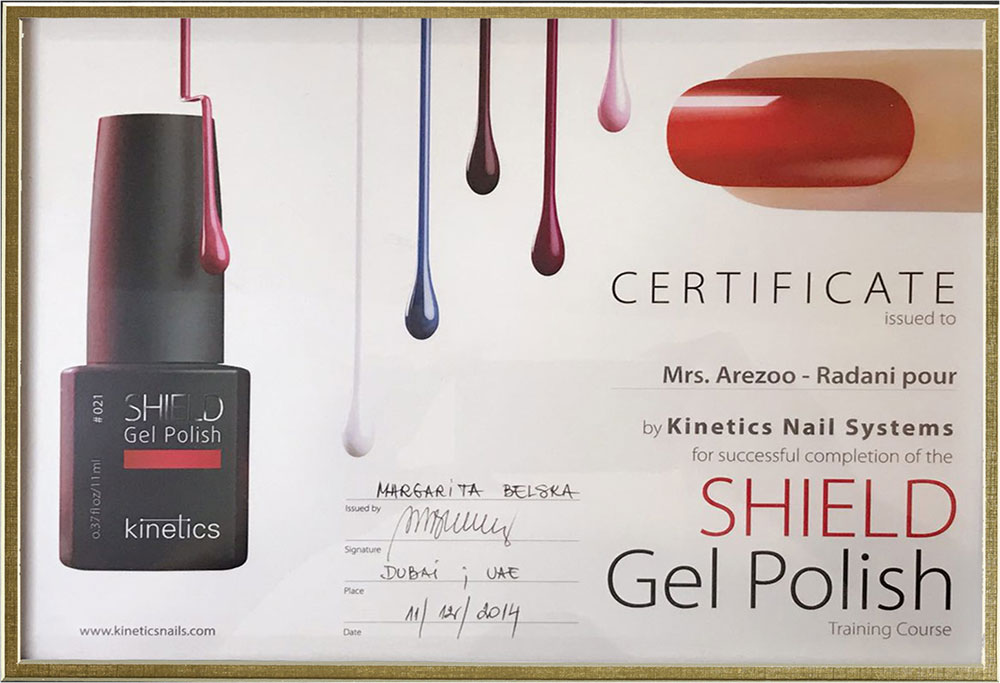 CERTIFICATE
issued to
Mrs. Arezoo - Radani pour
by Kinetics Nail Systems
for successful completion of the
SHIELD
Gel Polish
Training Course
#021
SHIELD
Gel Polish
0.37 fl oz/11 ml
kinetics
MARGARITA BELSKA
Issued by
Signature
DUBAI ; UAE
Place
11/12/2014
Date
www.kineticsnails.com